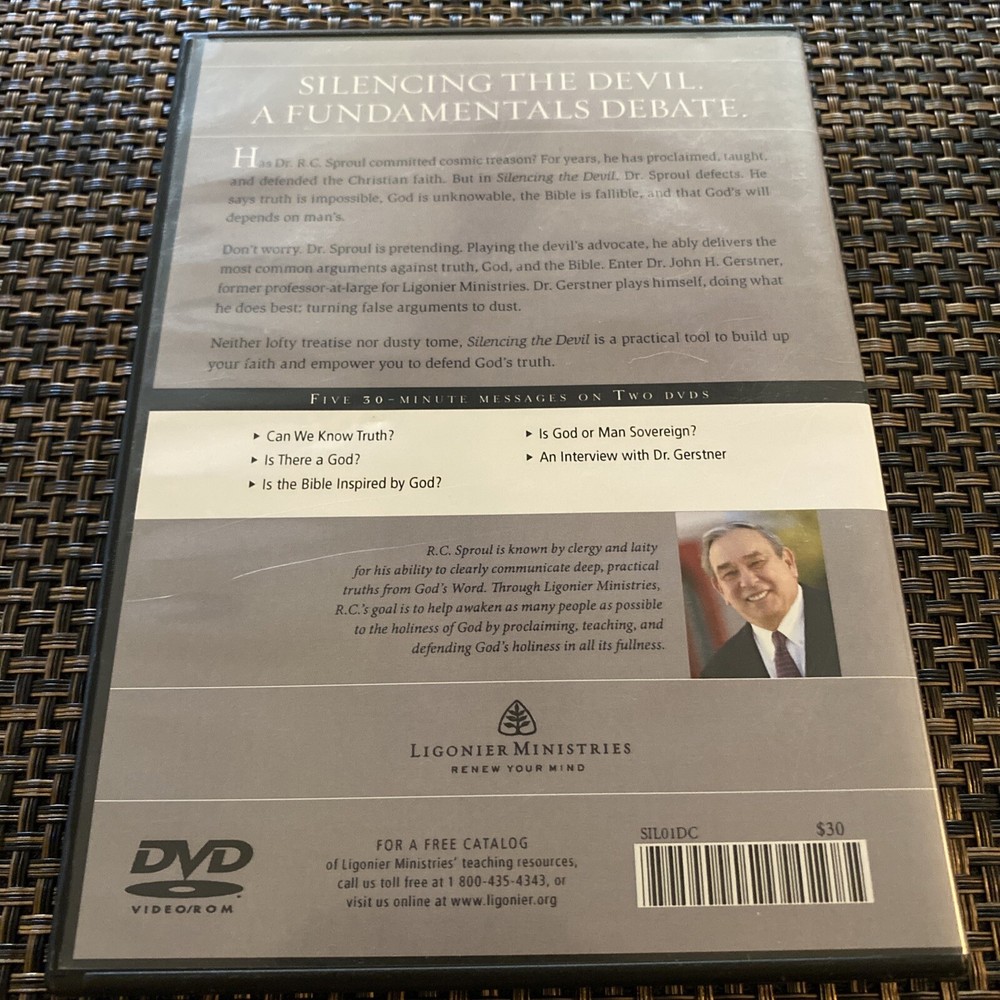 SILENCING THE DEVIL.
A FUNDAMENTALS DEBATE.
Has Dr. R.C. Sproul committed cosmic treason? For years, he has proclaimed, taught,
and defended the Christian faith. But in Silencing the Devil, Dr. Sproul defects. He
says truth is impossible, God is unknowable, the Bible is fallible, and that God's will
depends on man's.
Don't worry. Dr. Sproul is pretending. Playing the devil's advocate, he ably delivers the
most common arguments against truth, God, and the Bible. Enter Dr. John H. Gerstner,
former professor-at-large for Ligonier Ministries. Dr. Gerstner plays himself, doing what
he does best: turning false arguments to dust.
Neither lofty treatise nor dusty tome, Silencing the Devil is a practical tool to build up
your faith and empower you to defend God's truth.
FIVE 30-MINUTE MESSAGES ON TWO DVDS
▸ Can We Know Truth?
▸ Is There a God?
▸ Is the Bible Inspired by God?
▸ Is God or Man Sovereign?
▸ An Interview with Dr. Gerstner
R.C. Sproul is known by clergy and laity
for his ability to clearly communicate deep, practical
truths from God's Word. Through Ligonier Ministries,
R.C.'s goal is to help awaken as many people as possible
to the holiness of God by proclaiming, teaching, and
defending God's holiness in all its fullness.
LIGONIER MINISTRIES
RENEW YOUR MIND
DVD
VIDEO/ROM
FOR A FREE CATALOG
of Ligonier Ministries' teaching resources,
call us toll free at 1 800-435-4343, or
visit us online at www.ligonier.org
SIL01DC $30